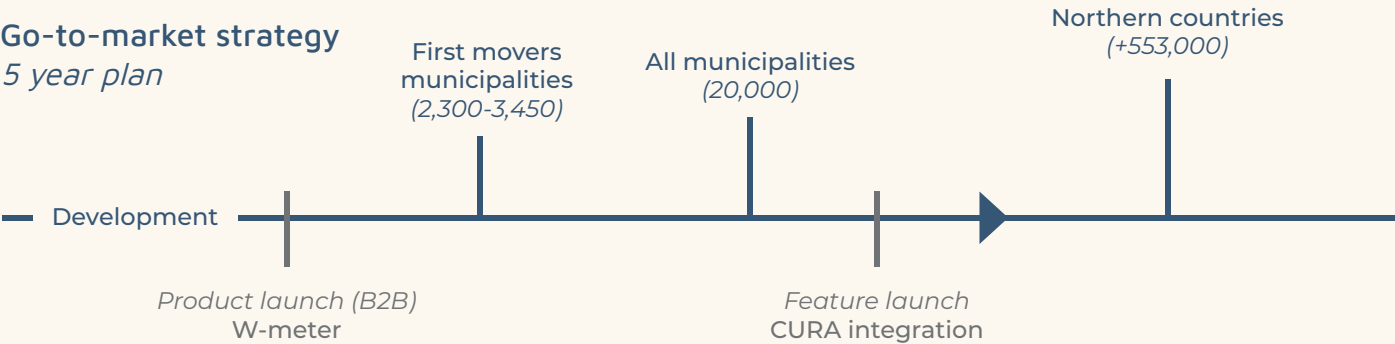 Go-to-market strategy
5 year plan
First movers
municipalities
(2,300-3,450)
All municipalities
(20,000)
Northern countries
(+553,000)
Development
Product launch (B2B)
W-meter
Feature launch
CURA integration